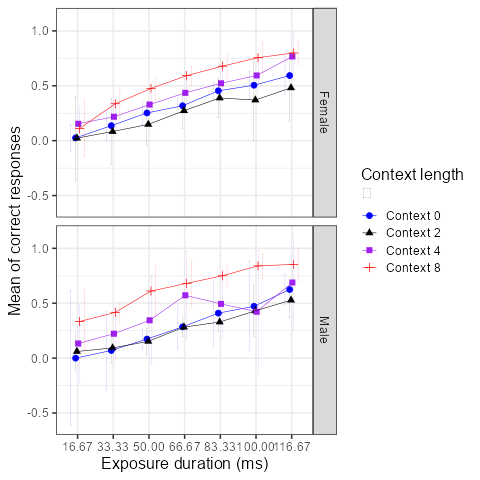 1.0
0.5
0.0
-0.5
Female
1.0
0.5
0.0
-0.5
Male
Mean of correct responses
16.67 33.33 50.00 66.67 83.33 100.00 116.67
Exposure duration (ms)
Context length
Context 0
Context 2
Context 4
Context 8